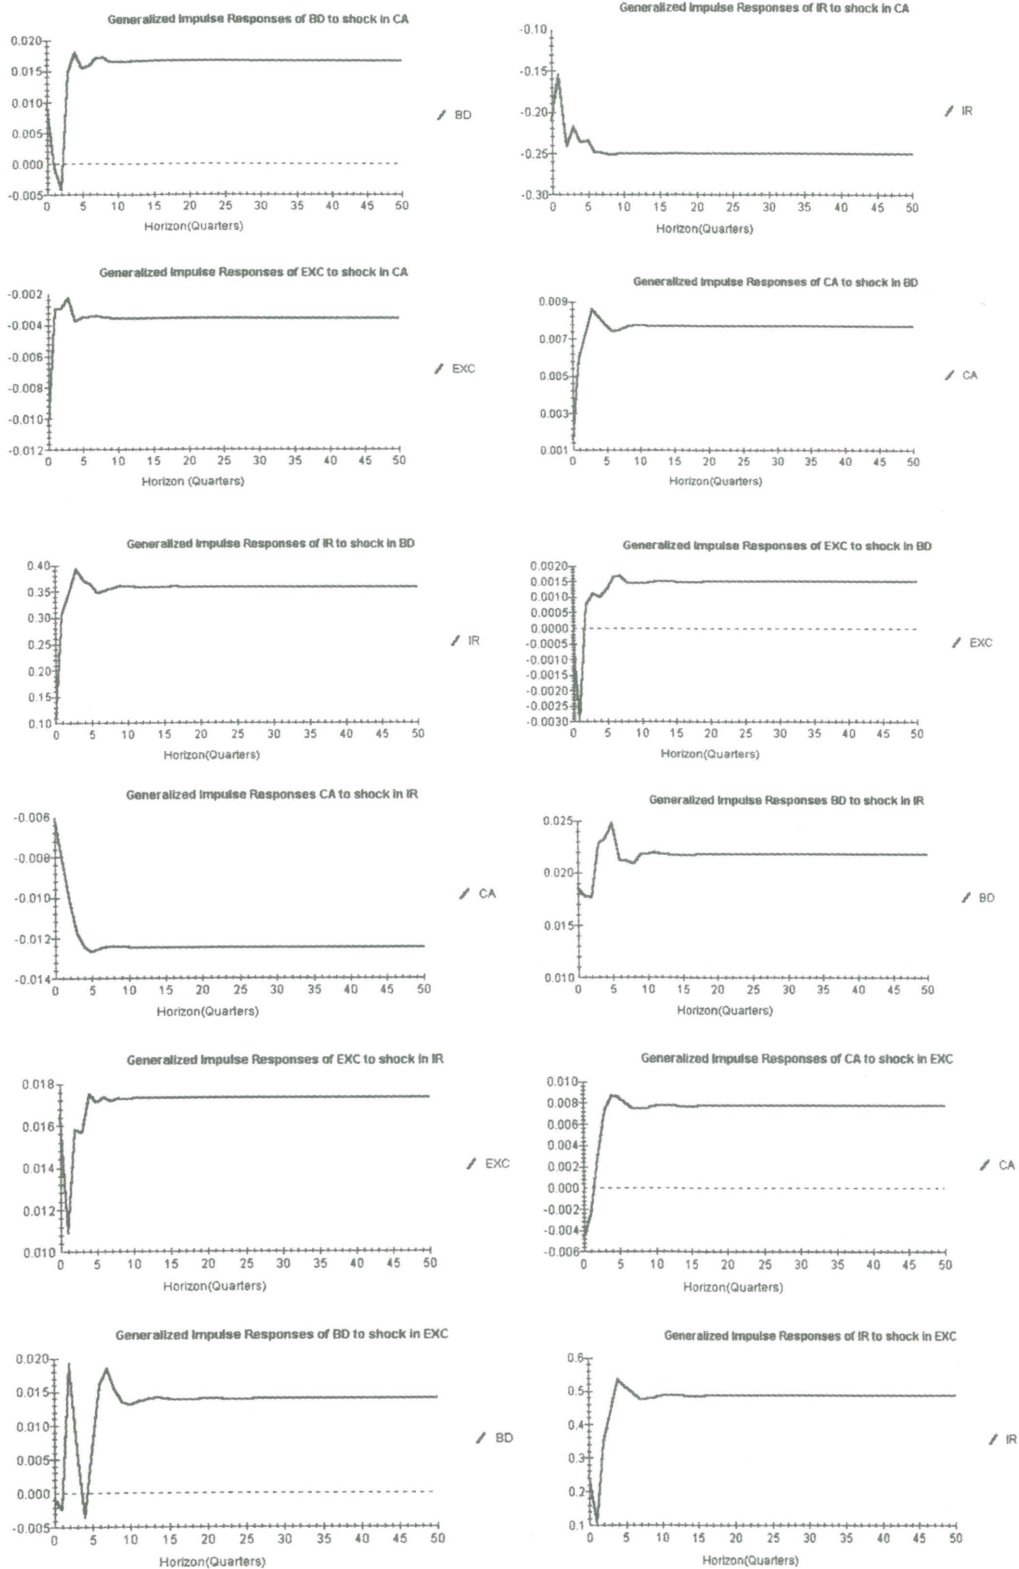 Generalized Impulse Responses of BD to shock in CA
0.020
0.015
0.010
0.005
0.000
-0.005
0 5 10 15 20 25 30 35 40 45 50
Horizon(Quarters)
BD
Generalized Impulse Responses of IR to shock in CA
-0.10
-0.15
-0.20
-0.25
-0.30
0 5 10 15 20 25 30 35 40 45 50
Horizon(Quarters)
IR
Generalized Impulse Responses of EXC to shock in CA
-0.002
-0.004
-0.006
-0.008
-0.010
-0.012
0 5 10 15 20 25 30 35 40 45 50
Horizon (Quarters)
EXC
Generalized Impulse Responses of CA to shock in BD
0.009
0.007
0.005
0.003
0.001
0 5 10 15 20 25 30 35 40 45 50
Horizon(Quarters)
CA
Generalized Impulse Responses of IR to shock in BD
0.40
0.35
0.30
0.25
0.20
0.15
0.10
0 5 10 15 20 25 30 35 40 45 50
Horizon(Quarters)
IR
Generalized Impulse Responses of EXC to shock in BD
0.0020
0.0015
0.0010
0.0005
0.0000
-0.0005
-0.0010
-0.0015
-0.0020
-0.0025
-0.0030
0 5 10 15 20 25 30 35 40 45 50
Horizon(Quarters)
EXC
Generalized Impulse Responses CA to shock in IR
-0.006
-0.008
-0.010
-0.012
-0.014
0 5 10 15 20 25 30 35 40 45 50
Horizon(Quarters)
CA
Generalized Impulse Responses BD to shock in IR
0.025
0.020
0.015
0.010
0 5 10 15 20 25 30 35 40 45 50
Horizon(Quarters)
BD
Generalized Impulse Responses of EXC to shock in IR
0.018
0.016
0.014
0.012
0.010
0 5 10 15 20 25 30 35 40 45 50
Horizon(Quarters)
EXC
Generalized Impulse Responses of CA to shock in EXC
0.010
0.008
0.006
0.004
0.002
0.000
-0.002
-0.004
-0.006
0 5 10 15 20 25 30 35 40 45 50
Horizon(Quarters)
CA
Generalized Impulse Responses of BD to shock in EXC
0.020
0.015
0.010
0.005
0.000
-0.005
0 5 10 15 20 25 30 35 40 45 50
Horizon(Quarters)
BD
Generalized Impulse Responses of IR to shock in EXC
0.6
0.5
0.4
0.3
0.2
0.1
0 5 10 15 20 25 30 35 40 45 50
Horizon(Quarters)
IR